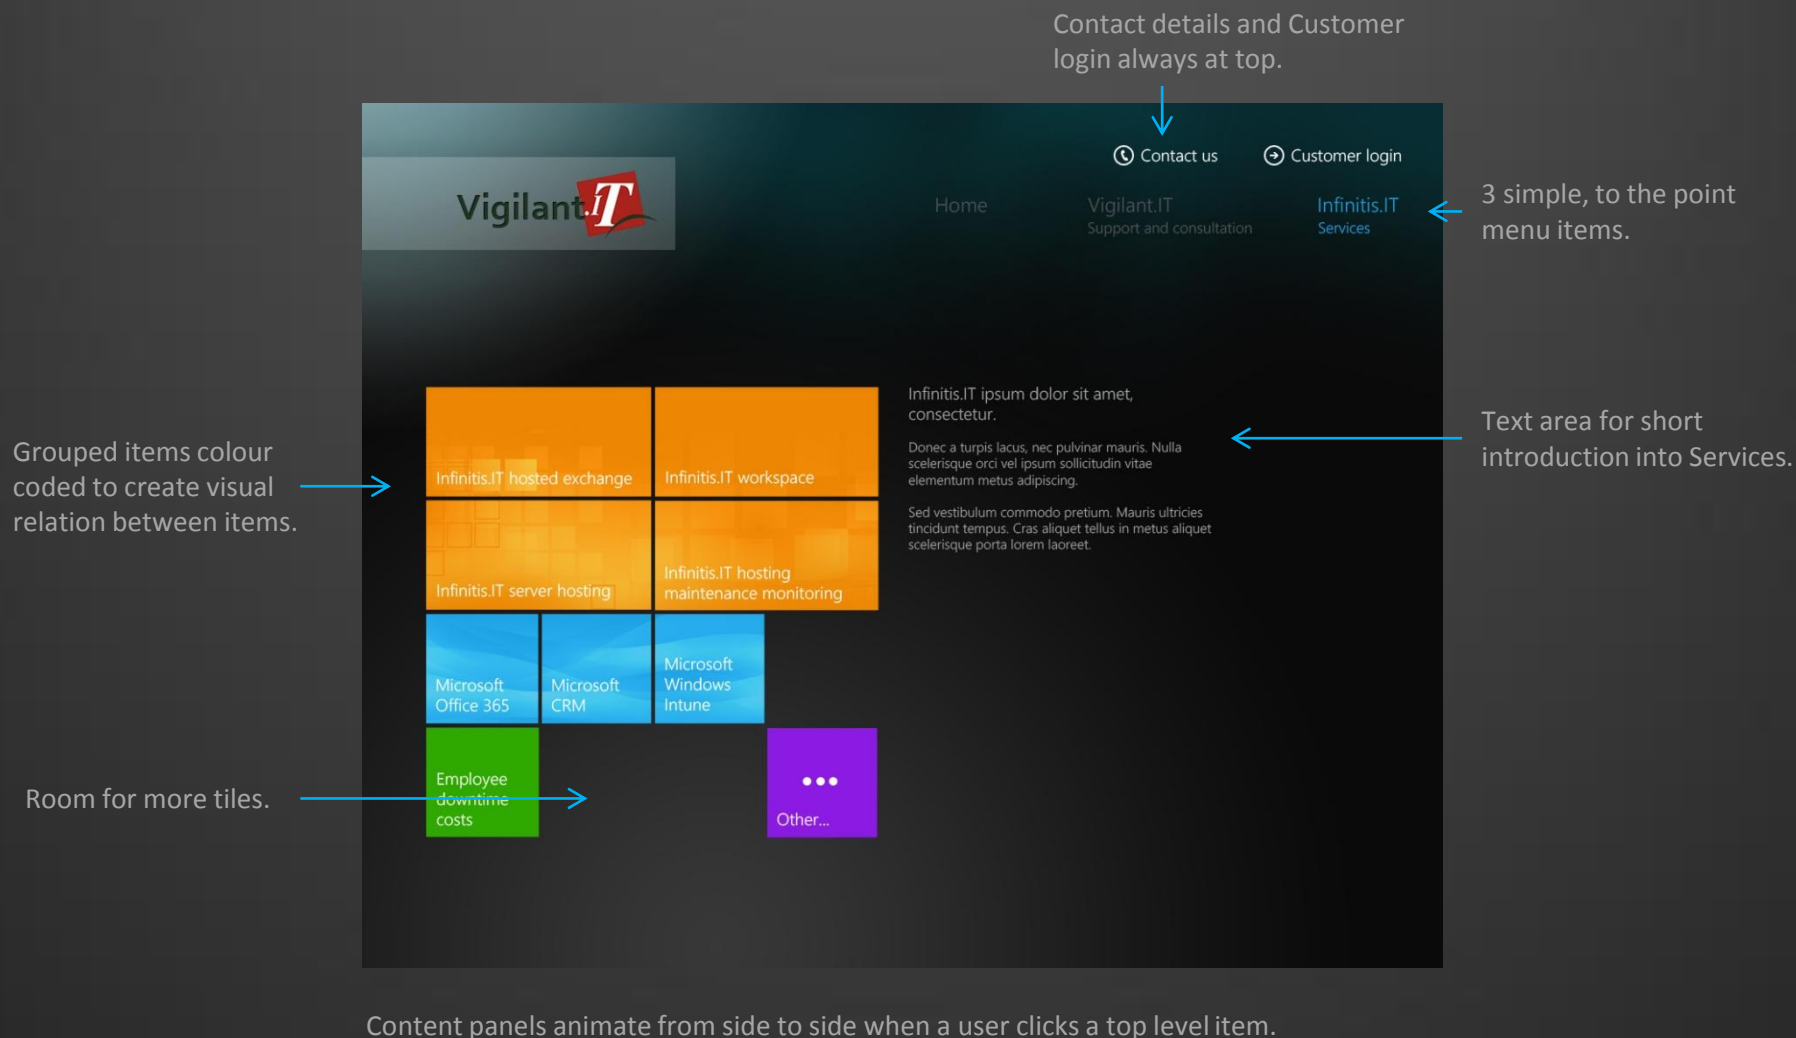 Contact details and Customer
login always at top.
Contact us
Customer login
Vigilant.IT
Home
Vigilant.IT
Support and consultation
Infinitis.IT
Services
3 simple, to the point
menu items.
Infinitis.IT hosted exchange
Infinitis.IT workspace
Infinitis.IT server hosting
Infinitis.IT hosting
maintenance monitoring
Microsoft
Office 365
Microsoft
CRM
Microsoft
Windows
Intune
Employee
downtime
costs
Other...
Infinitis.IT ipsum dolor sit amet,
consectetur.
Donec a turpis lacus, nec pulvinar mauris. Nulla
scelerisque orci vel ipsum sollicitudin vitae
elementum metus adipiscing.
Sed vestibulum commodo pretium. Mauris ultricies
tincidunt tempus. Cras aliquet tellus in metus aliquet
scelerisque porta lorem laoreet.
Text area for short
introduction into Services.
Grouped items colour
coded to create visual
relation between items.
Room for more tiles.
Content panels animate from side to side when a user clicks a top level item.